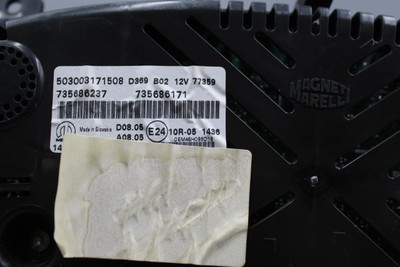 503003171508 D369 B02 12V 77359
735686237 735686171
Made in Slovakia D08.05 E24 10R-05 1436
A08.05
14
MAGNETI
MARELLI